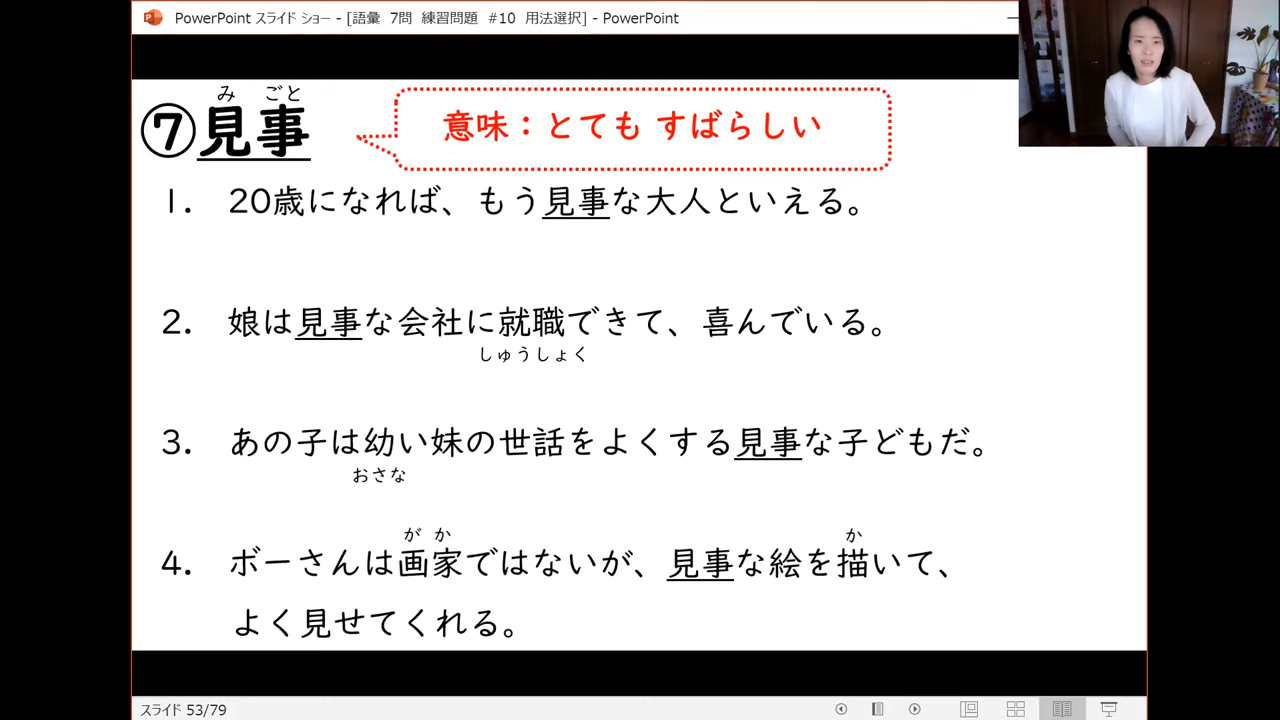 PowerPoint スライド ショー - [語彙 7問 練習問題 #10 用法選択] - PowerPoint
み ごと
⑦見事
意味：とても すばらしい
1. 20歳になれば、もう見事な大人といえる。
2. 娘は見事な会社に就職できて、喜んでいる。
しゅうしょく
3. あの子は幼い妹の世話をよくする見事な子どもだ。
おさな
がか か
4. ボーさんは画家ではないが、見事な絵を描いて、
よく見せてくれる。
スライド 53/79